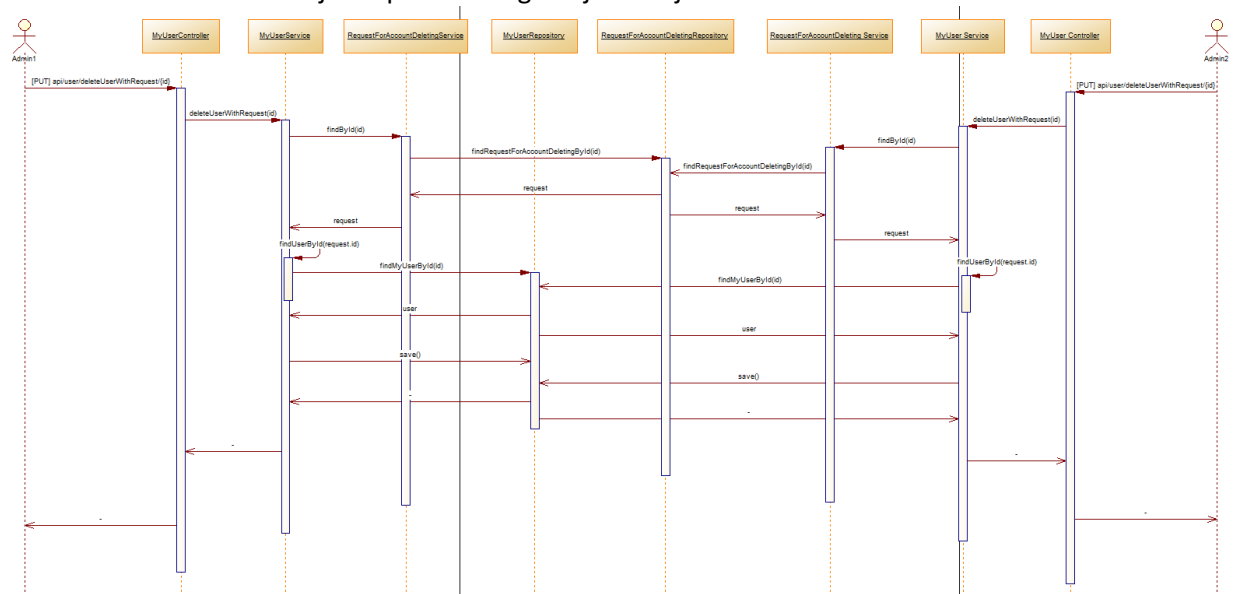 MyUserController
MyUserService
RequestForAccountDeletingService
MyUserRepository
RequestForAccountDeletingRepository
RequestForAccountDeleting Service
MyUser Service
MyUser Controller
Admin1
Admin2
[PUT] api/user/deleteUserWithRequest/{id}
[PUT] api/user/deleteUserWithRequest/{id}
deleteUserWithRequest(id)
deleteUserWithRequest(id)
findById(id)
findById(id)
findRequestForAccountDeletingById(id)
findRequestForAccountDeletingById(id)
request
request
request
request
findUserById(request.id)
findUserById(request.id)
findMyUserById(id)
findMyUserById(id)
user
user
save()
save()
-
-
-
-
-
-